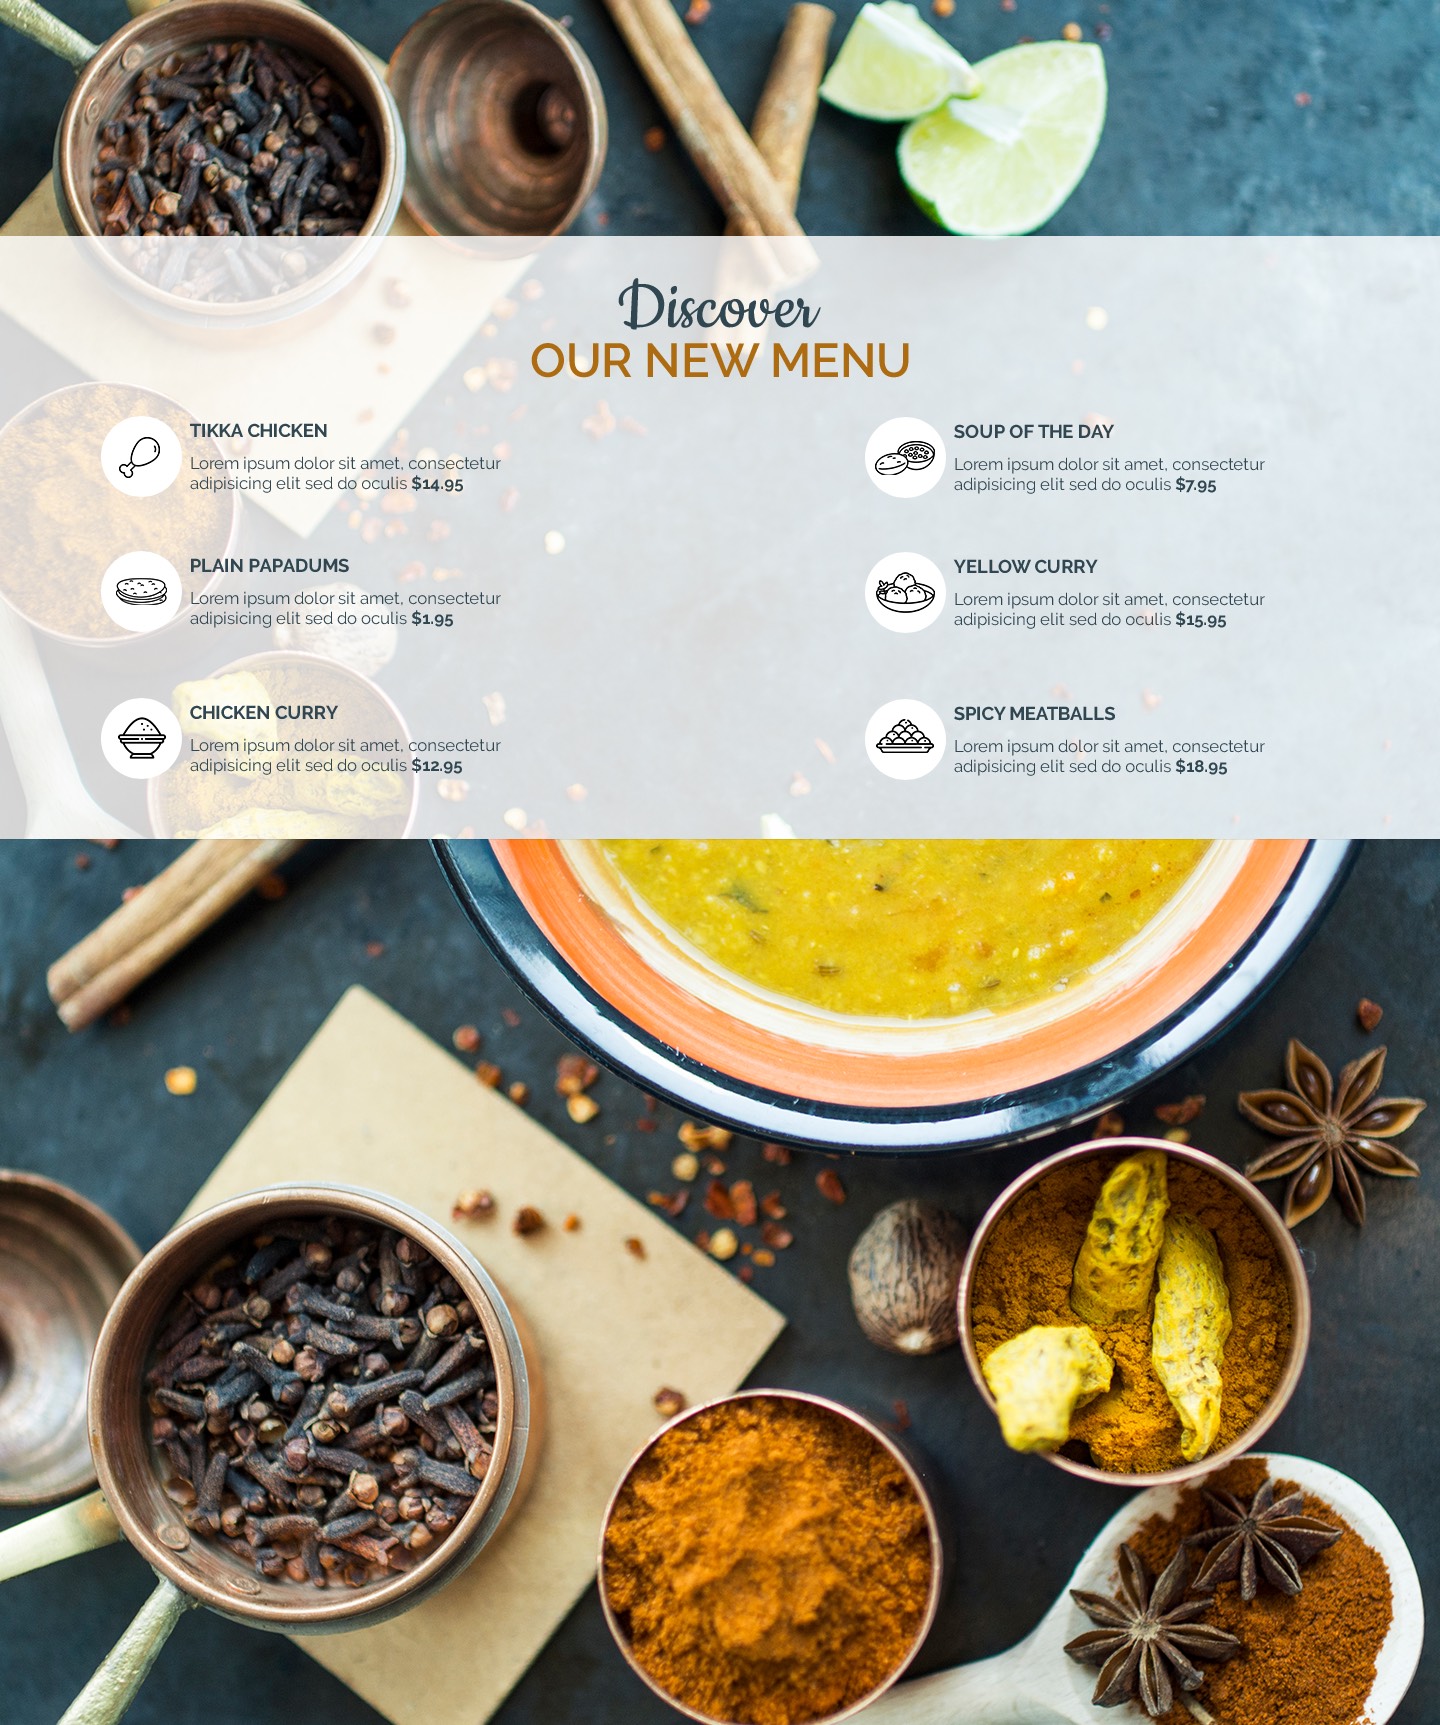 Discover
OUR NEW MENU
TIKKA CHICKEN
Lorem ipsum dolor sit amet, consectetur
adipisicing elit sed do oculis $14.95
PLAIN PAPADUMS
Lorem ipsum dolor sit amet, consectetur
adipisicing elit sed do oculis $1.95
CHICKEN CURRY
Lorem ipsum dolor sit amet, consectetur
adipisicing elit sed do oculis $12.95
SOUP OF THE DAY
Lorem ipsum dolor sit amet, consectetur
adipisicing elit sed do oculis $7.95
YELLOW CURRY
Lorem ipsum dolor sit amet, consectetur
adipisicing elit sed do oculis $15.95
SPICY MEATBALLS
Lorem ipsum dolor sit amet, consectetur
adipisicing elit sed do oculis $18.95